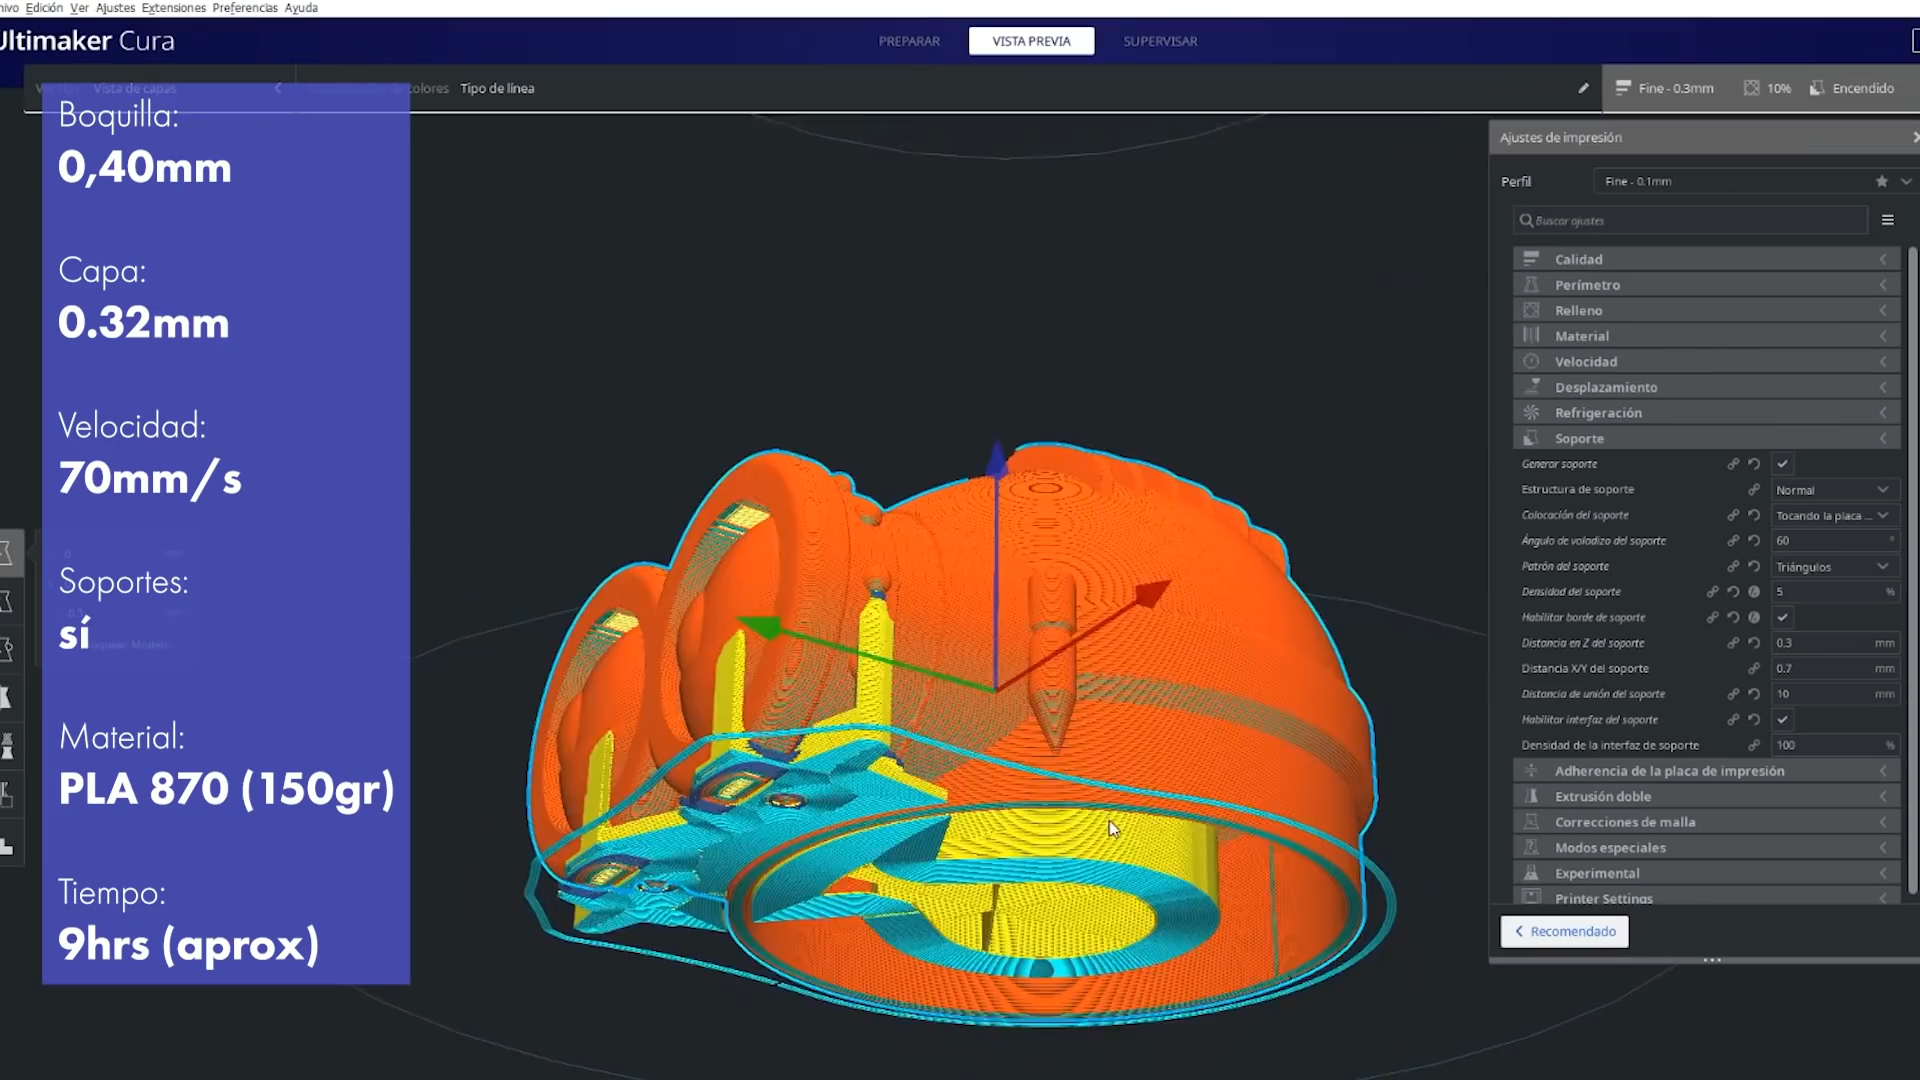 Edición Ver Ajustes Extensiones Preferencias Ayuda
Ultimaker Cura
PREPARAR
VISTA PREVIA
SUPERVISAR
Vista de capas
colores Tipo de línea
Fine - 0.3mm
10%
Encendido
Boquilla:
0,40mm
Capa:
0.32mm
Velocidad:
70mm/s
Soportes:
sí
Material:
PLA 870 (150gr)
Tiempo:
9hrs (aprox)
Ajustes de impresión
Perfil
Fine - 0.1mm
Buscar ajustes
Calidad
Perímetro
Relleno
Material
Velocidad
Desplazamiento
Refrigeración
Soporte
Generar soporte
Estructura de soporte Normal
Colocación del soporte Tocando la placa ...
Ángulo de voladizo del soporte 60 °
Patrón del soporte Triángulos
Densidad del soporte 5 %
Habilitar borde de soporte
Distancia en Z del soporte 0.3 mm
Distancia X/Y del soporte 0.7 mm
Distancia de unión del soporte 10 mm
Habilitar interfaz del soporte
Densidad de la interfaz de soporte 100 %
Adherencia de la placa de impresión
Extrusión doble
Correcciones de malla
Modos especiales
Experimental
Printer Settings
Recomendado